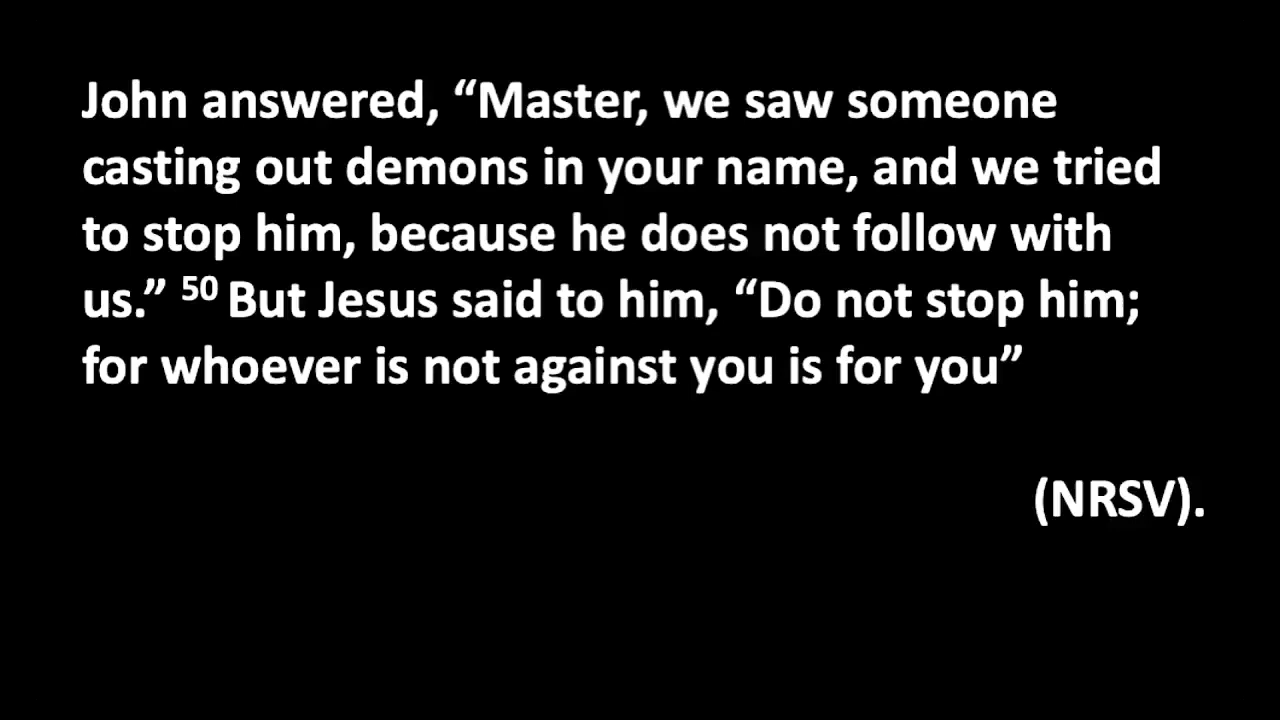 John answered, “Master, we saw someone
casting out demons in your name, and we tried
to stop him, because he does not follow with
us.” 50 But Jesus said to him, “Do not stop him;
for whoever is not against you is for you”
(NRSV).